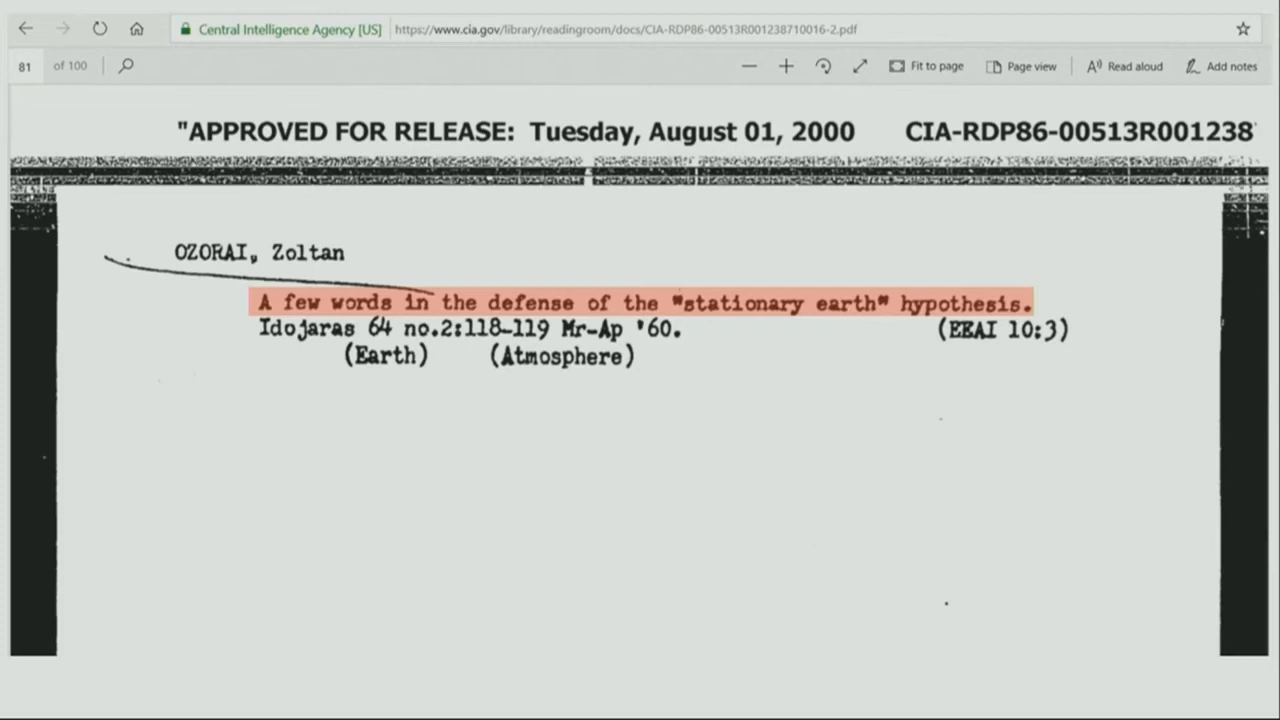 Central Intelligence Agency [US] https://www.cia.gov/library/readingroom/docs/CIA-RDP86-00513R001238710016-2.pdf
81 of 100 Fit to page Page view Read aloud Add notes
"APPROVED FOR RELEASE: Tuesday, August 01, 2000 CIA-RDP86-00513R001238
OZORAI, Zoltan
A few words in the defense of the "stationary earth" hypothesis.
Idojaras 64 no.2:118-119 Mr-Ap '60. (EEAI 10:3)
(Earth) (Atmosphere)